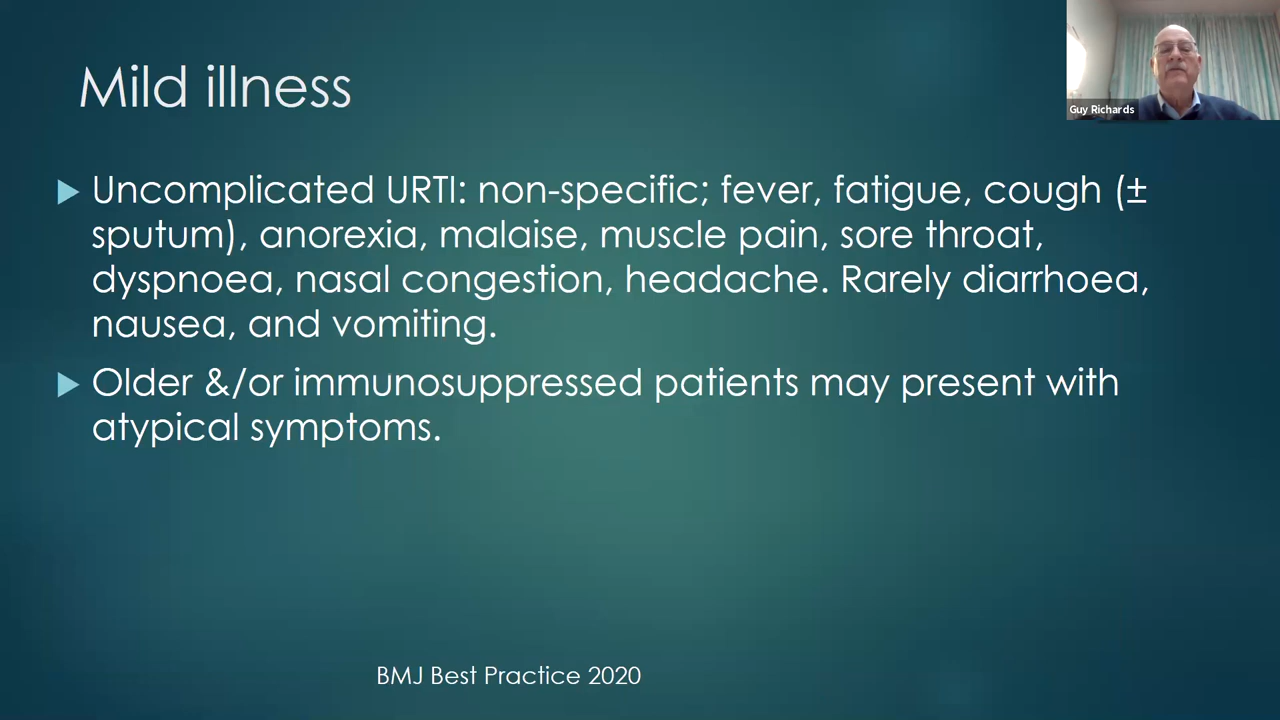 Mild illness
Guy Richards
Uncomplicated URTI: non-specific; fever, fatigue, cough (±
sputum), anorexia, malaise, muscle pain, sore throat,
dyspnoea, nasal congestion, headache. Rarely diarrhoea,
nausea, and vomiting.
Older &/or immunosuppressed patients may present with
atypical symptoms.
BMJ Best Practice 2020